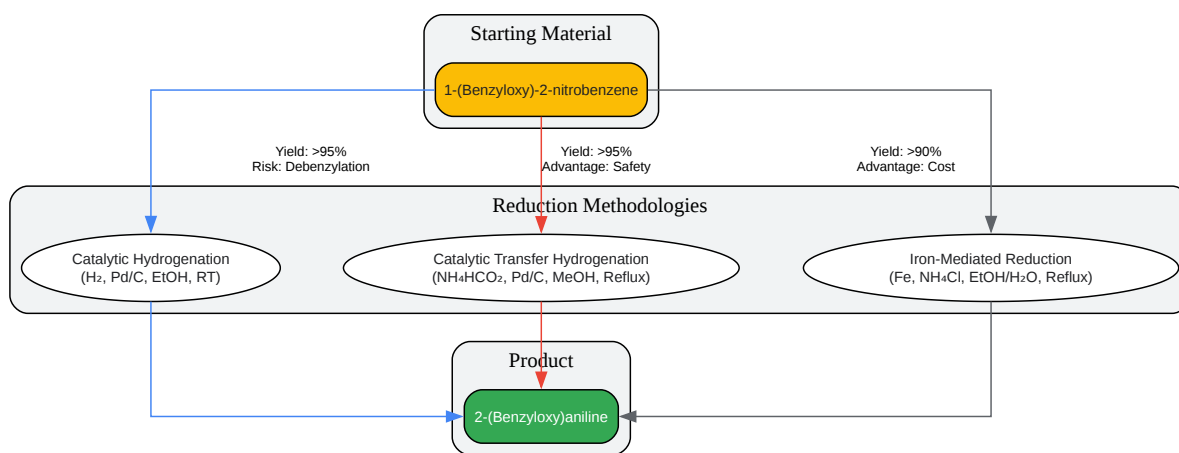 Starting Material
1-(Benzyloxy)-2-nitrobenzene
Yield: >95%
Risk: Debenzylation
Yield: >95%
Advantage: Safety
Yield: >90%
Advantage: Cost
Reduction Methodologies
Catalytic Hydrogenation
(H₂, Pd/C, EtOH, RT)
Catalytic Transfer Hydrogenation
(NH₄HCO₂, Pd/C, MeOH, Reflux)
Iron-Mediated Reduction
(Fe, NH₄Cl, EtOH/H₂O, Reflux)
Product
2-(Benzyloxy)aniline